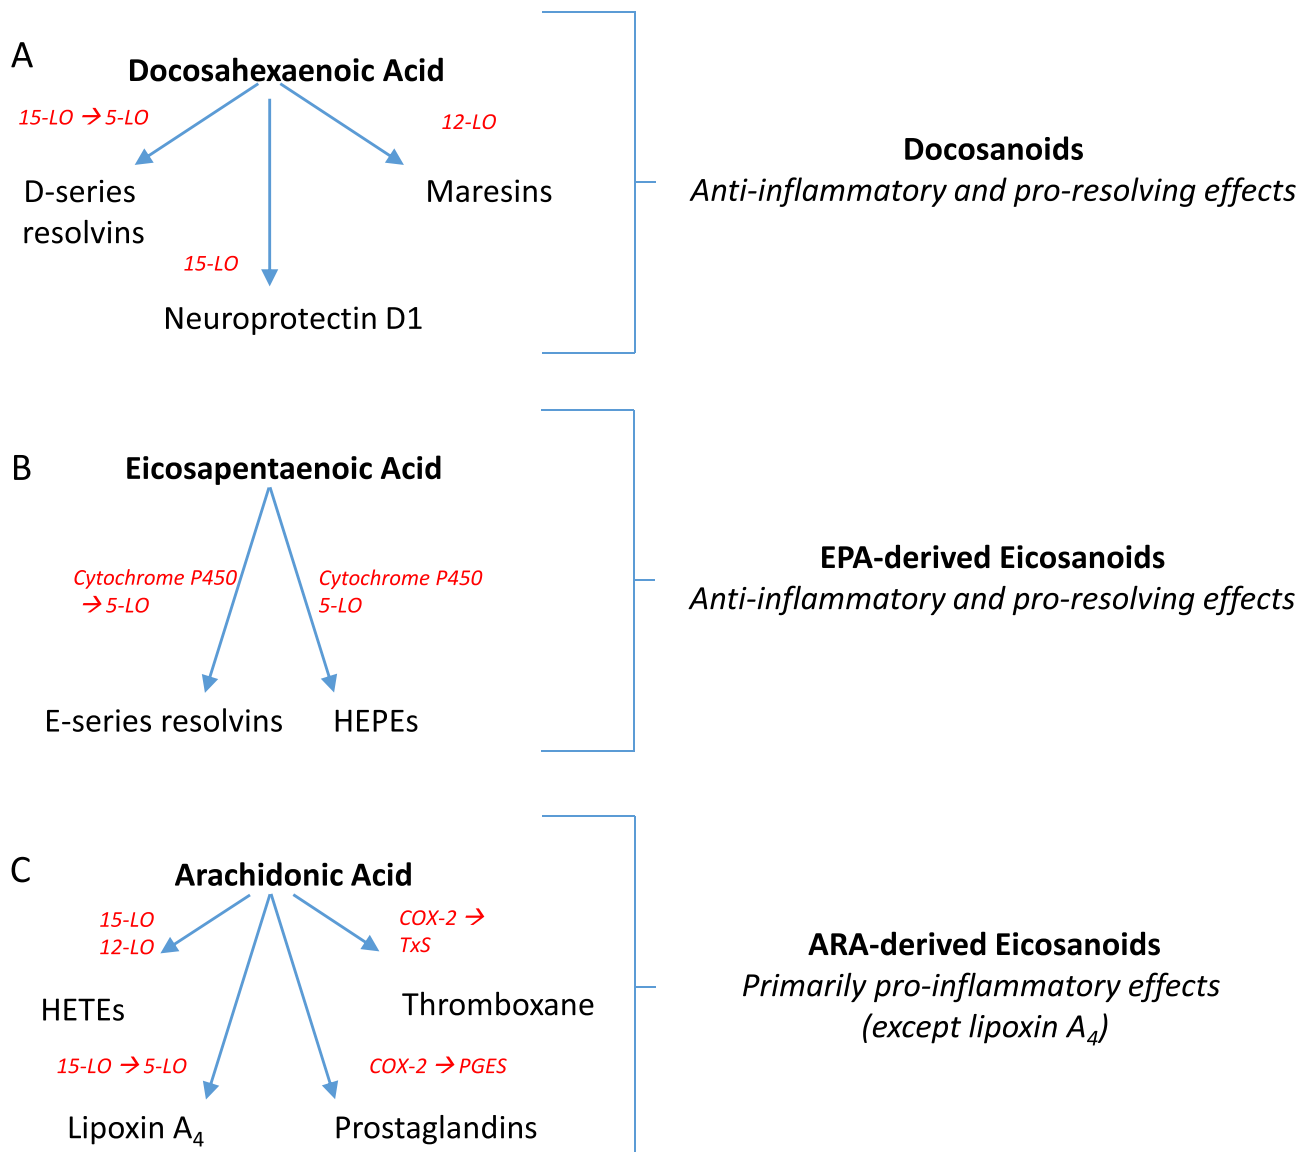 A
Docosahexaenoic Acid
15-LO → 5-LO
12-LO
D-series
resolvins
Maresins
15-LO
Neuroprotectin D1
Docosanoids
Anti-inflammatory and pro-resolving effects
B
Eicosapentaenoic Acid
Cytochrome P450
→ 5-LO
Cytochrome P450
5-LO
E-series resolvins
HEPEs
EPA-derived Eicosanoids
Anti-inflammatory and pro-resolving effects
C
Arachidonic Acid
15-LO
12-LO
COX-2 →
TxS
HETEs
Thromboxane
15-LO → 5-LO
COX-2 → PGES
Lipoxin A4
Prostaglandins
ARA-derived Eicosanoids
Primarily pro-inflammatory effects
(except lipoxin A4)